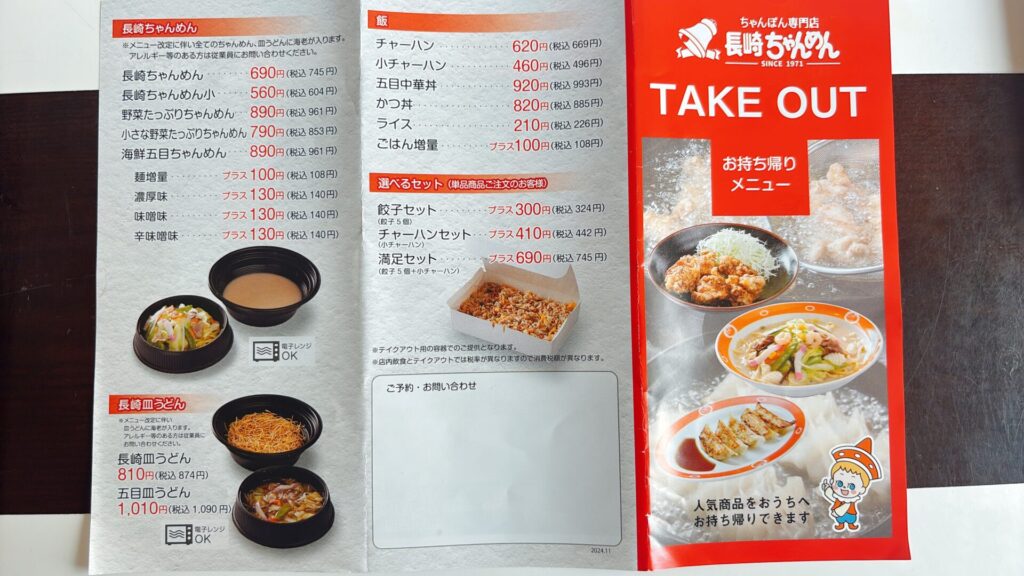 長崎ちゃんめん
※メニュー改定に伴い全てのちゃんめん、皿うどんに海老が入ります。
アレルギー等のある方は従業員にお問い合わせください。
長崎ちゃんめん ········ 690円(税込 745円)
長崎ちゃんめん小 ······ 560円(税込 604円)
野菜たっぷりちゃんめん ·· 890円(税込 961円)
小さな野菜たっぷりちゃんめん 790円(税込 853円)
海鮮五目ちゃんめん ···· 890円(税込 961円)
麺増量 ········ プラス 100円(税込 108円)
濃厚味 ········ プラス 130円(税込 140円)
味噌味 ········ プラス 130円(税込 140円)
辛味噌味 ······ プラス 130円(税込 140円)
電子レンジ
OK
長崎皿うどん
※メニュー改定に伴い
皿うどんに海老が入ります。
アレルギー等のある方は従業員に
お問い合わせください。
長崎皿うどん
810円(税込 874円)
五目皿うどん
1,010円(税込 1,090円)
電子レンジ
OK
飯
チャーハン ············ 620円(税込 669円)
小チャーハン ·········· 460円(税込 496円)
五目中華丼 ············ 920円(税込 993円)
かつ丼 ················ 820円(税込 885円)
ライス ················ 210円(税込 226円)
ごはん増量 ········ プラス100円(税込 108円)
選べるセット (単品商品ご注文のお客様)
餃子セット ········ プラス300円(税込 324円)
(餃子5個)
チャーハンセット ···· プラス410円(税込 442円)
(小チャーハン)
満足セット ········ プラス690円(税込 745円)
(餃子5個+小チャーハン)
※テイクアウト用の容器でのご提供となります。
※店内飲食とテイクアウトでは税率が異なりますので消費税額が異なります。
ご予約・お問い合わせ
2024.11
ちゃんぽん専門店
長崎ちゃんめん
SINCE 1971
TAKE OUT
お持ち帰り
メニュー
人気商品をおうちへ
お持ち帰りできます